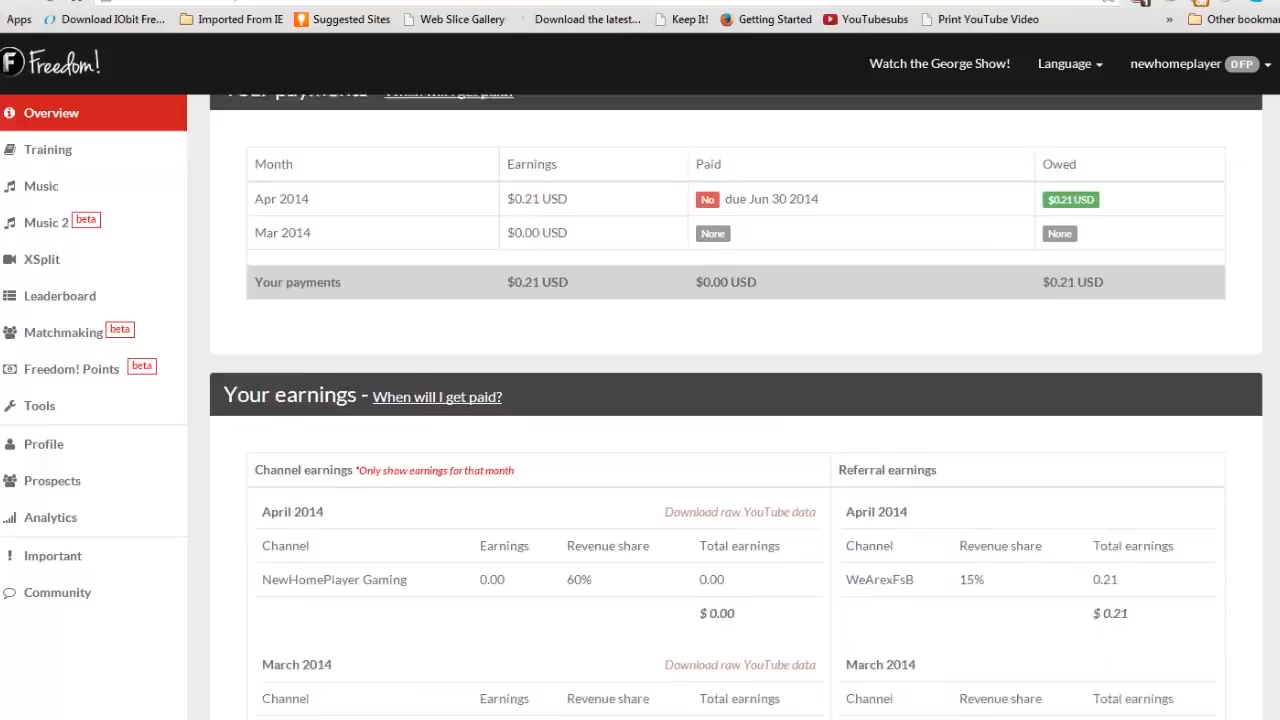 Apps Download IObit Fre... Imported From IE Suggested Sites Web Slice Gallery Download the latest... Keep It! Getting Started YouTubesubs Print YouTube Video » Other bookma
F Freedom! Watch the George Show! Language newhomeplayer 0 FP
Your payments - When will I get paid?
Overview
Training
Music
Music 2 beta
XSplit
Leaderboard
Matchmaking beta
Freedom! Points beta
Tools
Profile
Prospects
Analytics
Important
Community
Month Earnings Paid Owed
Apr 2014 $0.21 USD No due Jun 30 2014 $0.21 USD
Mar 2014 $0.00 USD None None
Your payments $0.21 USD $0.00 USD $0.21 USD
Your earnings - When will I get paid?
Channel earnings *Only show earnings for that month
April 2014 Download raw YouTube data
Channel Earnings Revenue share Total earnings
NewHomePlayer Gaming 0.00 60% 0.00
$ 0.00
March 2014 Download raw YouTube data
Channel Earnings Revenue share Total earnings
Referral earnings
April 2014
Channel Revenue share Total earnings
WeArexFsB 15% 0.21
$ 0.21
March 2014
Channel Revenue share Total earnings